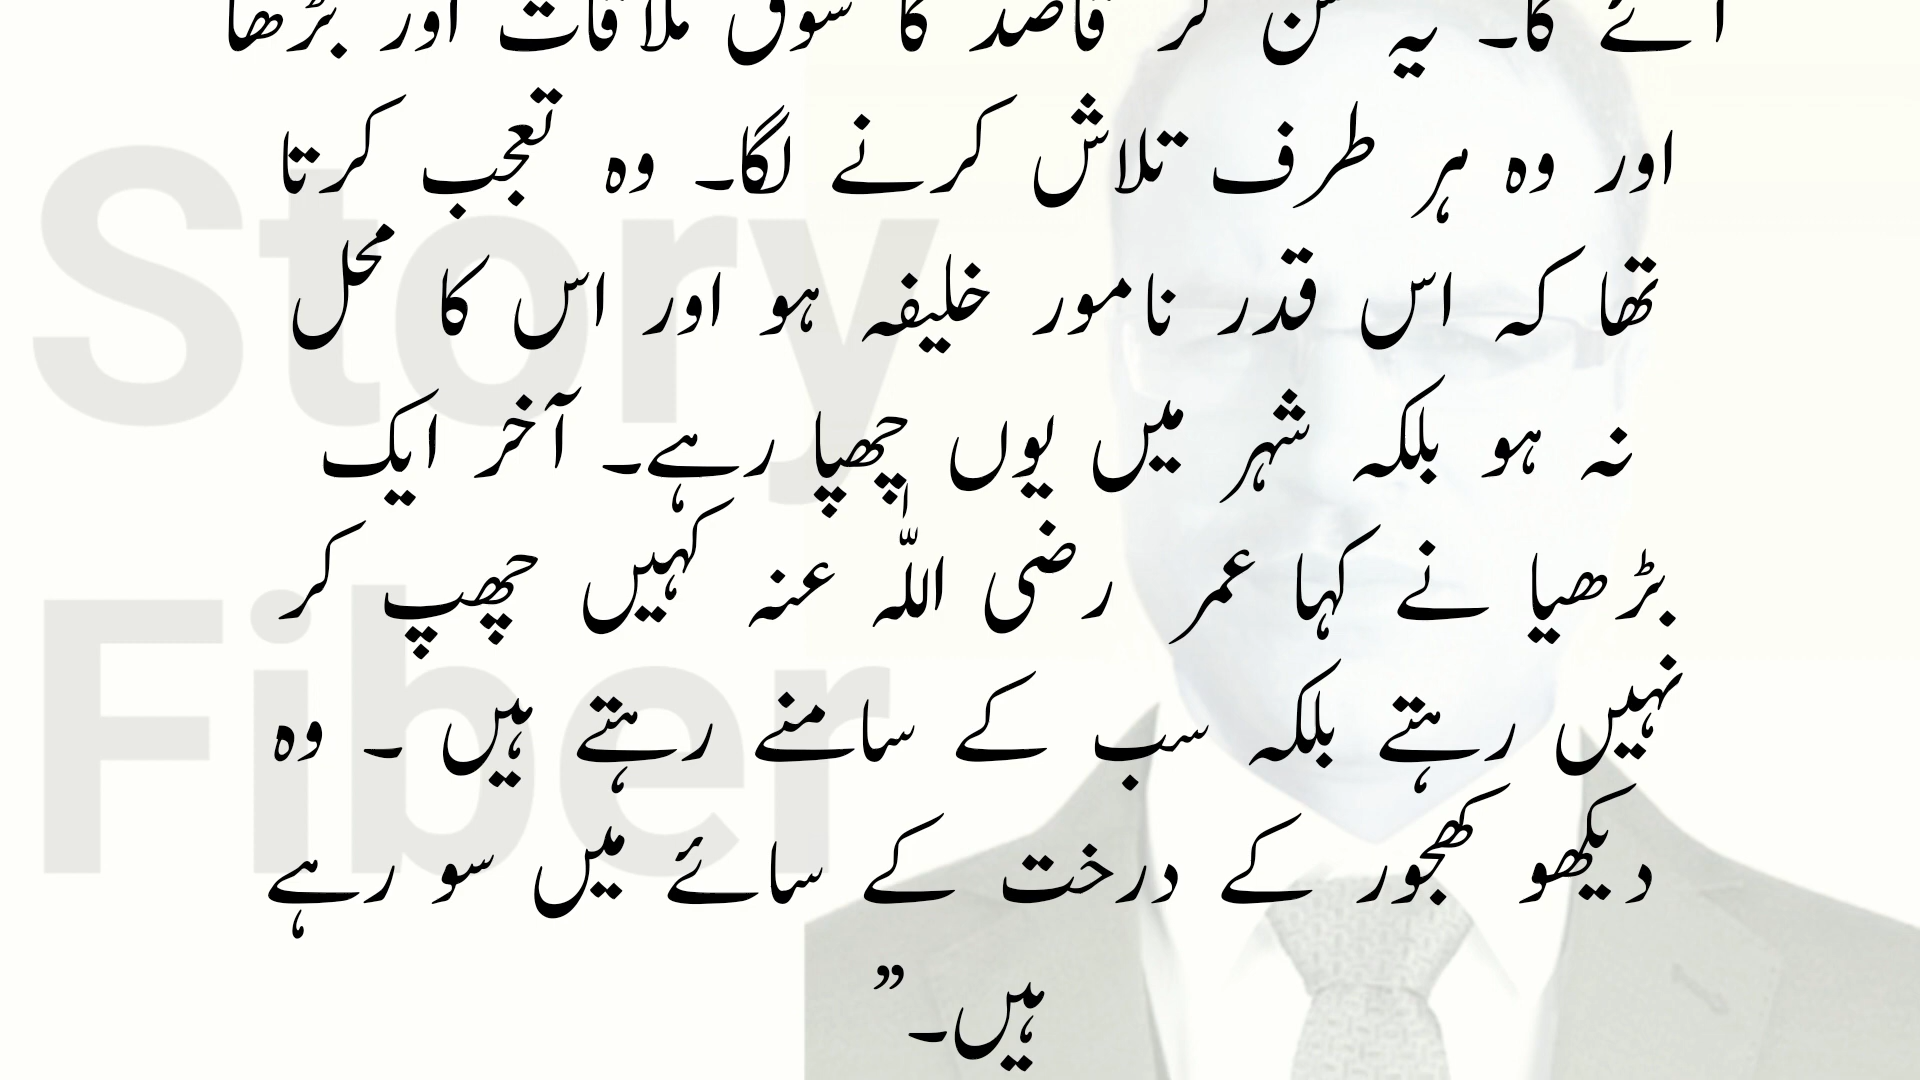 آئے گا۔ یہ سن کر قاصد کا شوق ملاقات اور بڑھا
اور وہ ہر طرف تلاش کرنے لگا۔ وہ تعجب کرتا
تھا کہ اس قدر نامور خلیفہ ہو اور اس کا محل
نہ ہو بلکہ شہر میں یوں چھپا رہے۔ آخر ایک
بڑھیا نے کہا عمر رضی اللہ عنہ کہیں چھپ کر
نہیں رہتے بلکہ سب کے سامنے رہتے ہیں ۔ وہ
دیکھو کھجور کے درخت کے سائے میں سو رہے
ہیں۔”
Story
Fiber